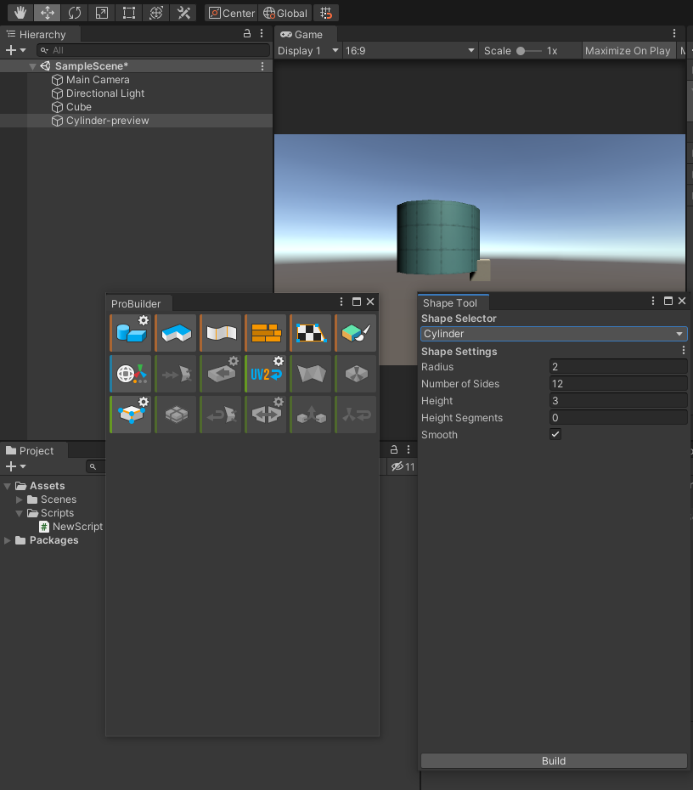 Center Global
Hierarchy
All
SampleScene*
Main Camera
Directional Light
Cube
Cylinder-preview
Game
Display 1 16:9 Scale 1x Maximize On Play
ProBuilder
UV2
Shape Tool
Shape Selector
Cylinder
Shape Settings
Radius 2
Number of Sides 12
Height 3
Height Segments 0
Smooth
Build
Project
11
Assets
Scenes
Scripts
NewScript
Packages